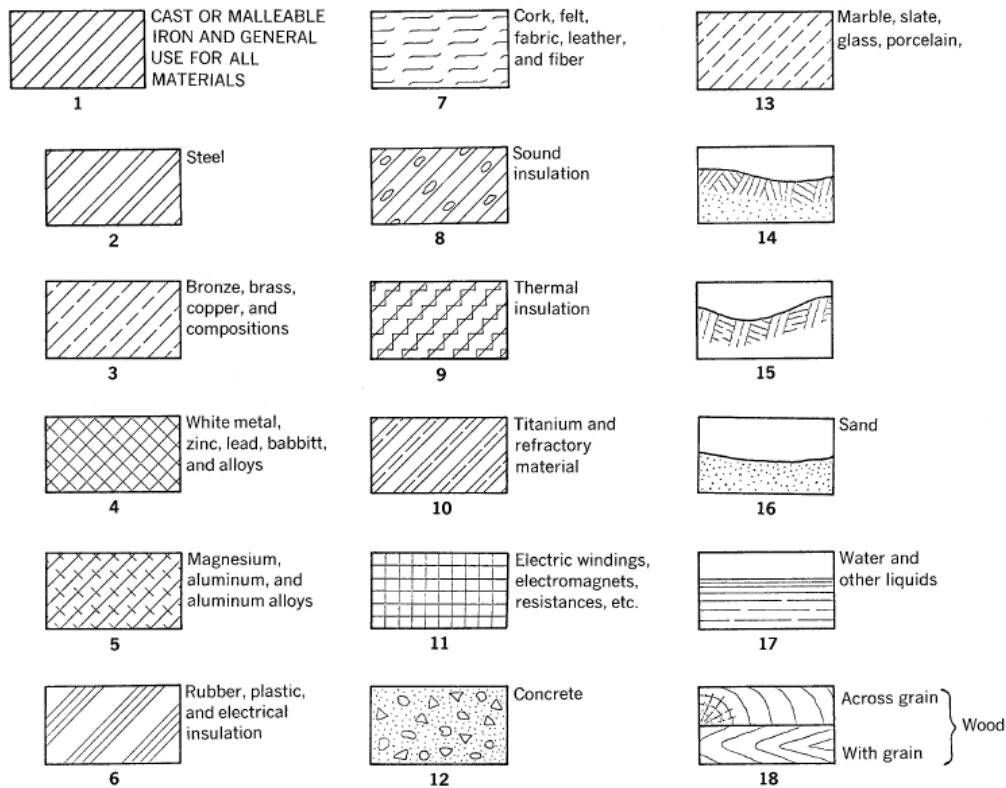 CAST OR MALLEABLE
IRON AND GENERAL
USE FOR ALL
MATERIALS
1
Steel
2
Bronze, brass,
copper, and
compositions
3
White metal,
zinc, lead, babbitt,
and alloys
4
Magnesium,
aluminum, and
aluminum alloys
5
Rubber, plastic,
and electrical
insulation
6
Cork, felt,
fabric, leather,
and fiber
7
Sound
insulation
8
Thermal
insulation
9
Titanium and
refractory
material
10
Electric windings,
electromagnets,
resistances, etc.
11
Concrete
12
Marble, slate,
glass, porcelain,
13
14
15
Sand
16
Water and
other liquids
17
Across grain
Wood
With grain
18